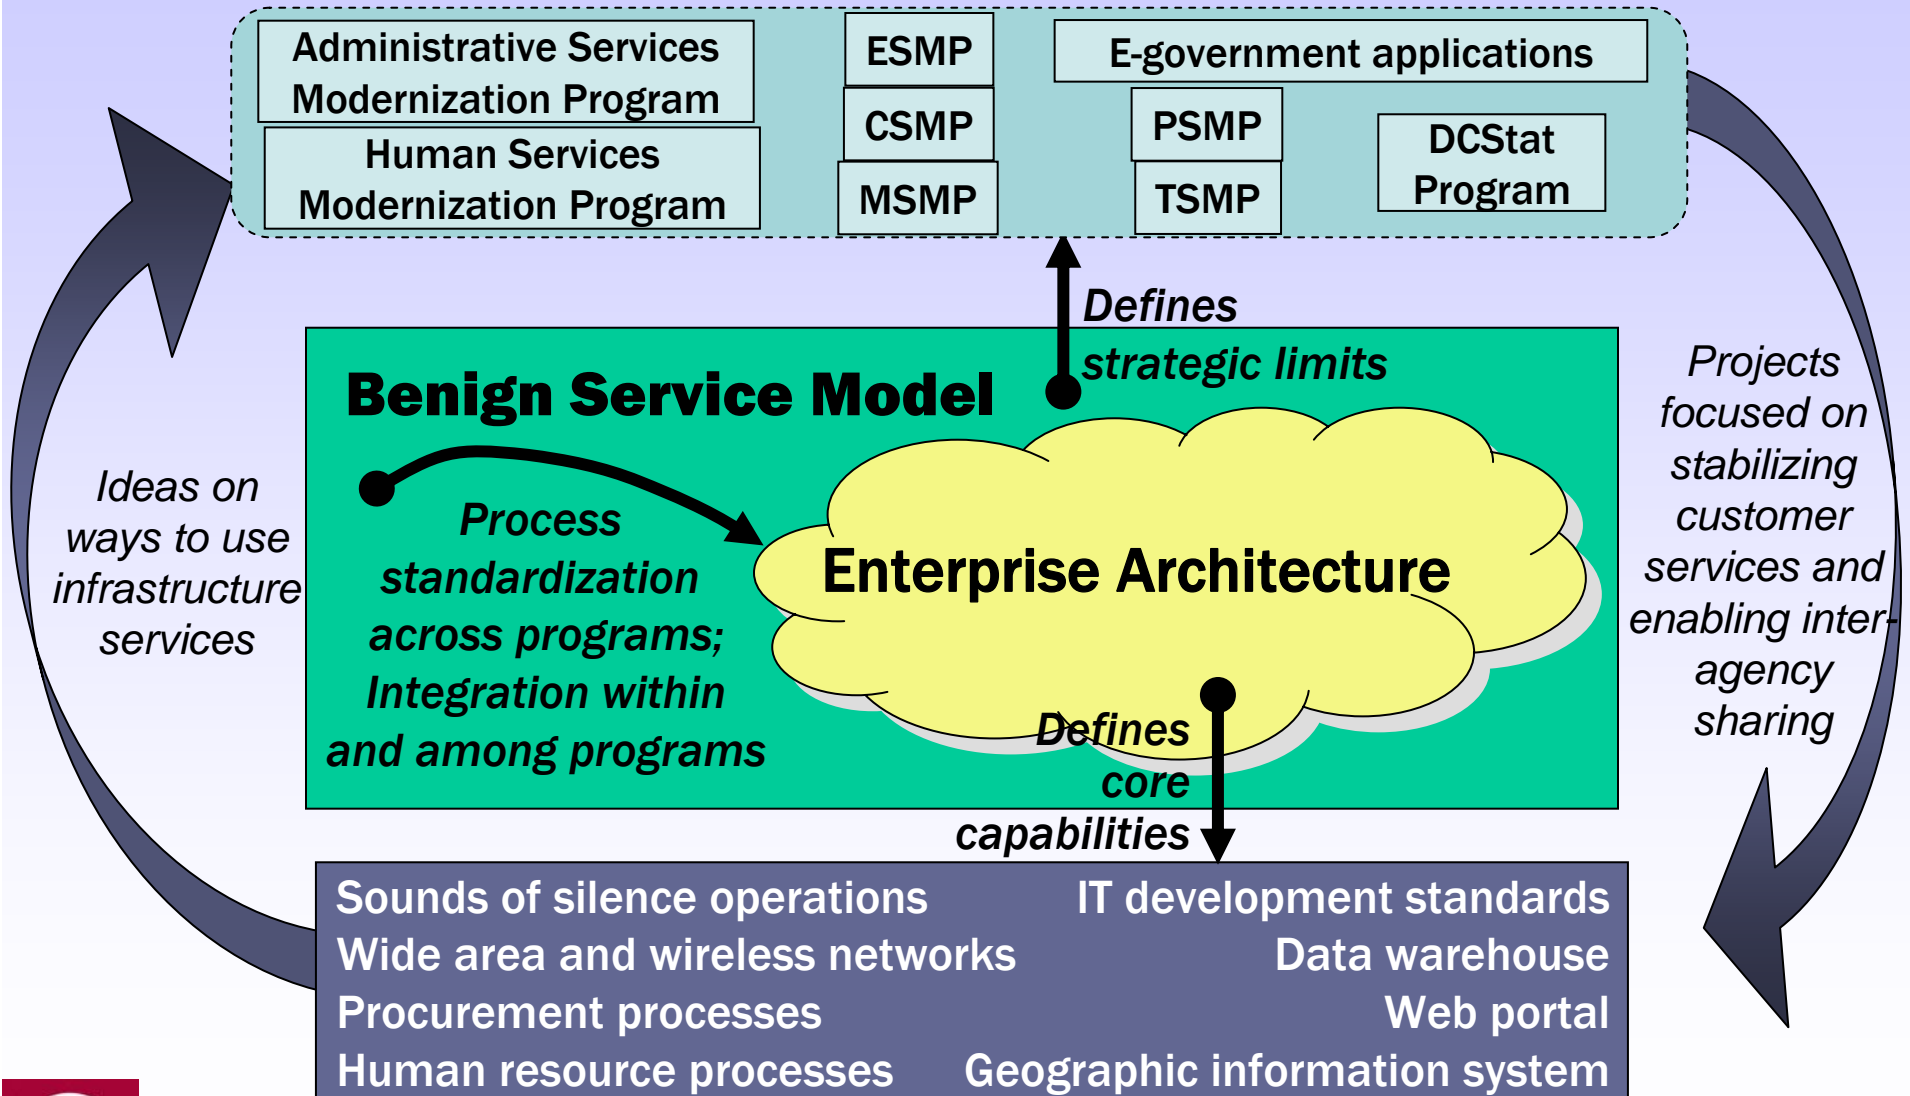 Administrative Services
Modernization Program
Human Services
Modernization Program
ESMP
CSMP
MSMP
E-government applications
PSMP
TSMP
DCStat
Program
Defines
strategic limits
Benign Service Model
Process
standardization
across programs;
Integration within
and among programs
Enterprise Architecture
Defines
core
capabilities
Ideas on
ways to use
infrastructure
services
Projects
focused on
stabilizing
customer
services and
enabling inter-
agency
sharing
Sounds of silence operations
Wide area and wireless networks
Procurement processes
Human resource processes
IT development standards
Data warehouse
Web portal
Geographic information system